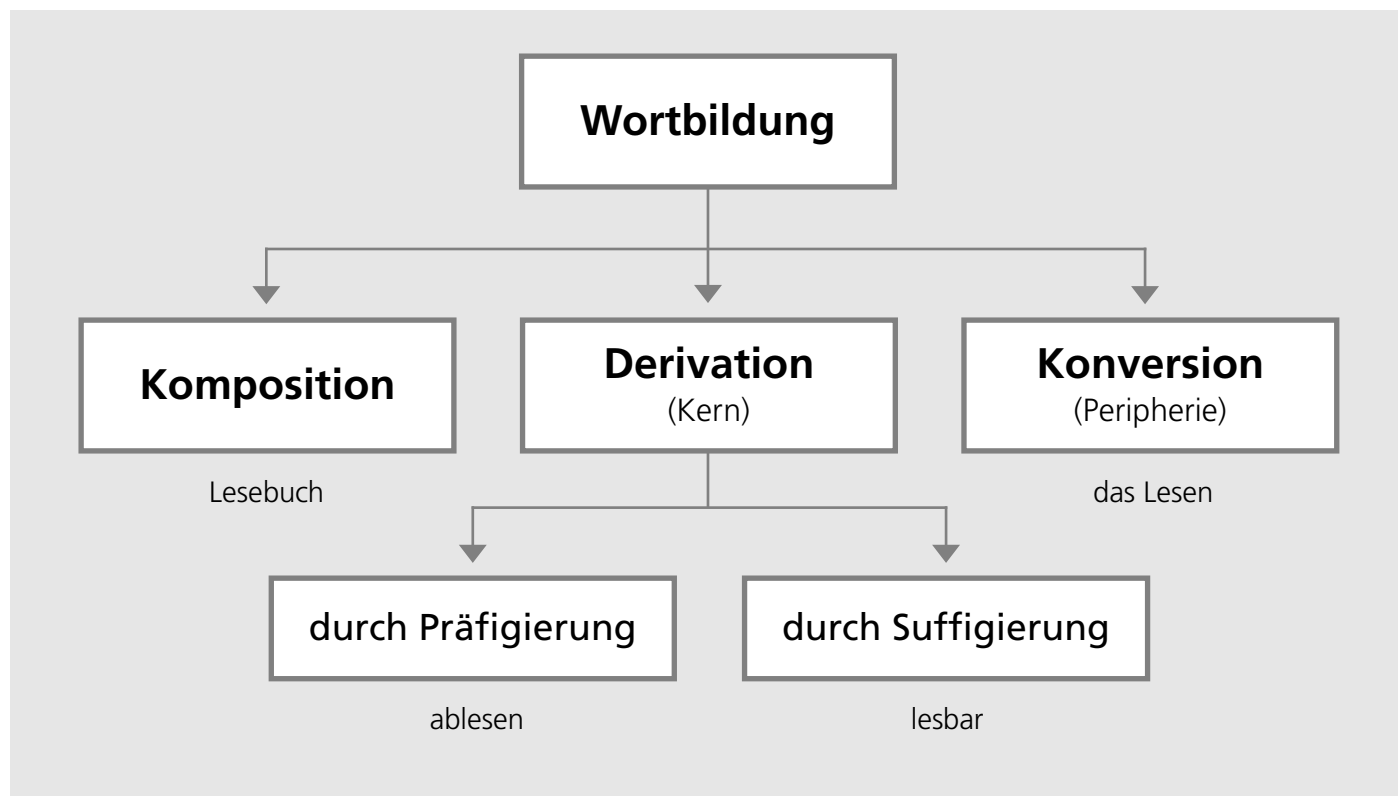 Wortbildung
Komposition
Derivation
(Kern)
Konversion
(Peripherie)
Lesebuch
das Lesen
durch Präfigierung
durch Suffigierung
ablesen
lesbar